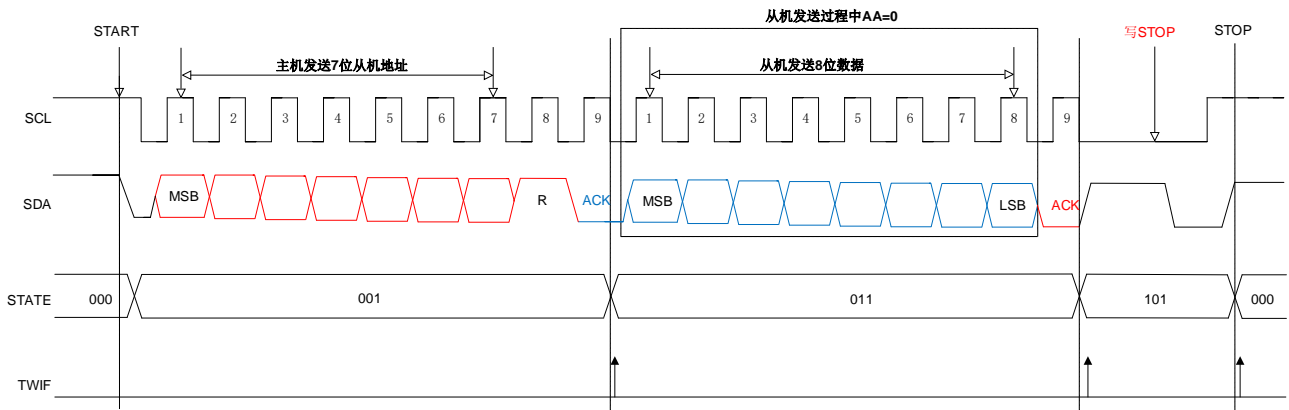 从机发送过程中AA=0
START
写STOP
STOP
主机发送7位从机地址
从机发送8位数据
SCL
1 2 3 4 5 6 7 8 9 1 2 3 4 5 6 7 8 9
SDA
MSB R ACK MSB LSB ACK
STATE 000 001 011 101 000
TWIF